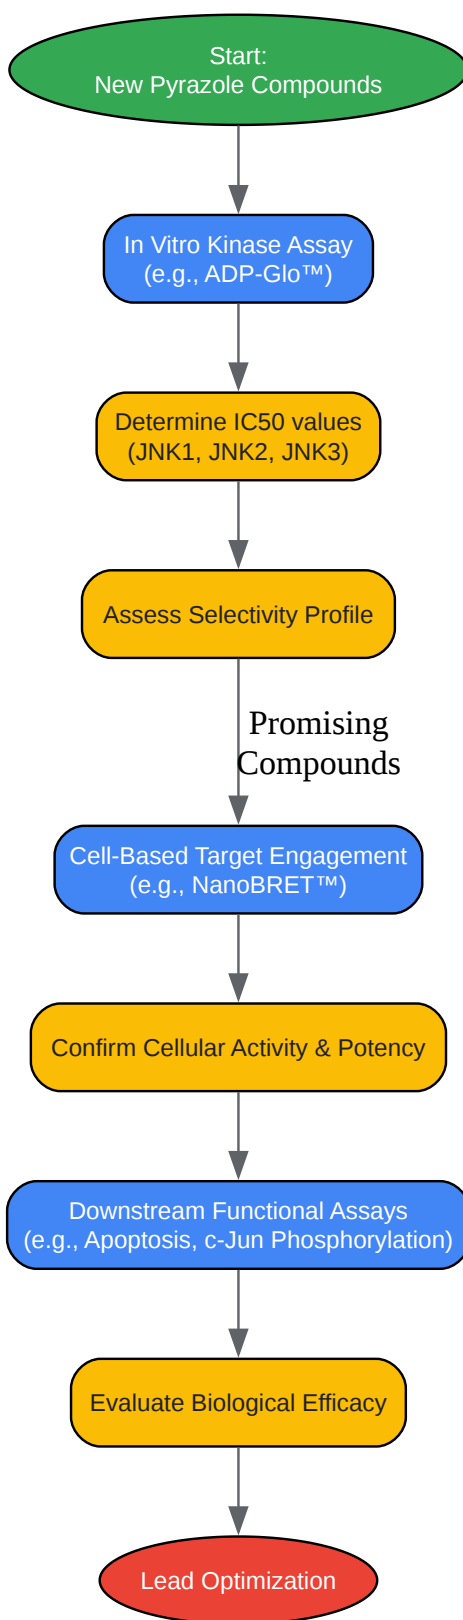 Start:
New Pyrazole Compounds
In Vitro Kinase Assay
(e.g., ADP-Glo™)
Determine IC50 values
(JNK1, JNK2, JNK3)
Assess Selectivity Profile
Promising
Compounds
Cell-Based Target Engagement
(e.g., NanoBRET™)
Confirm Cellular Activity & Potency
Downstream Functional Assays
(e.g., Apoptosis, c-Jun Phosphorylation)
Evaluate Biological Efficacy
Lead Optimization